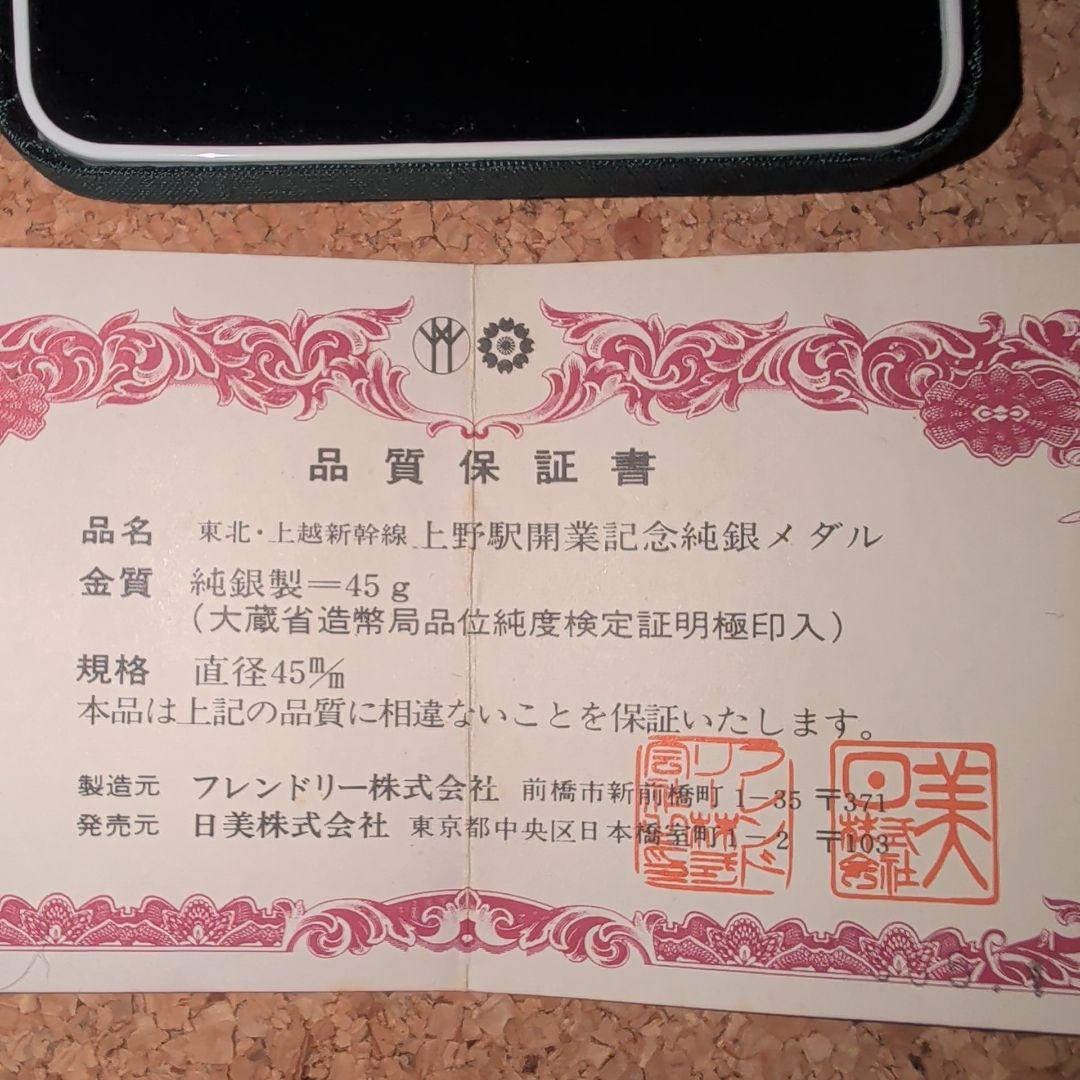 品質保証書
品名 東北・上越新幹線 上野駅開業記念純銀メダル
金質 純銀製＝45g
(大蔵省造幣局品位純度検定証明極印入)
規格 直径45m/m
本品は上記の品質に相違ないことを保証いたします。
製造元 フレンドリー株式会社 前橋市新前橋町1-35 〒371
発売元 日美株式会社 東京都中央区日本橋室町1-2 〒103